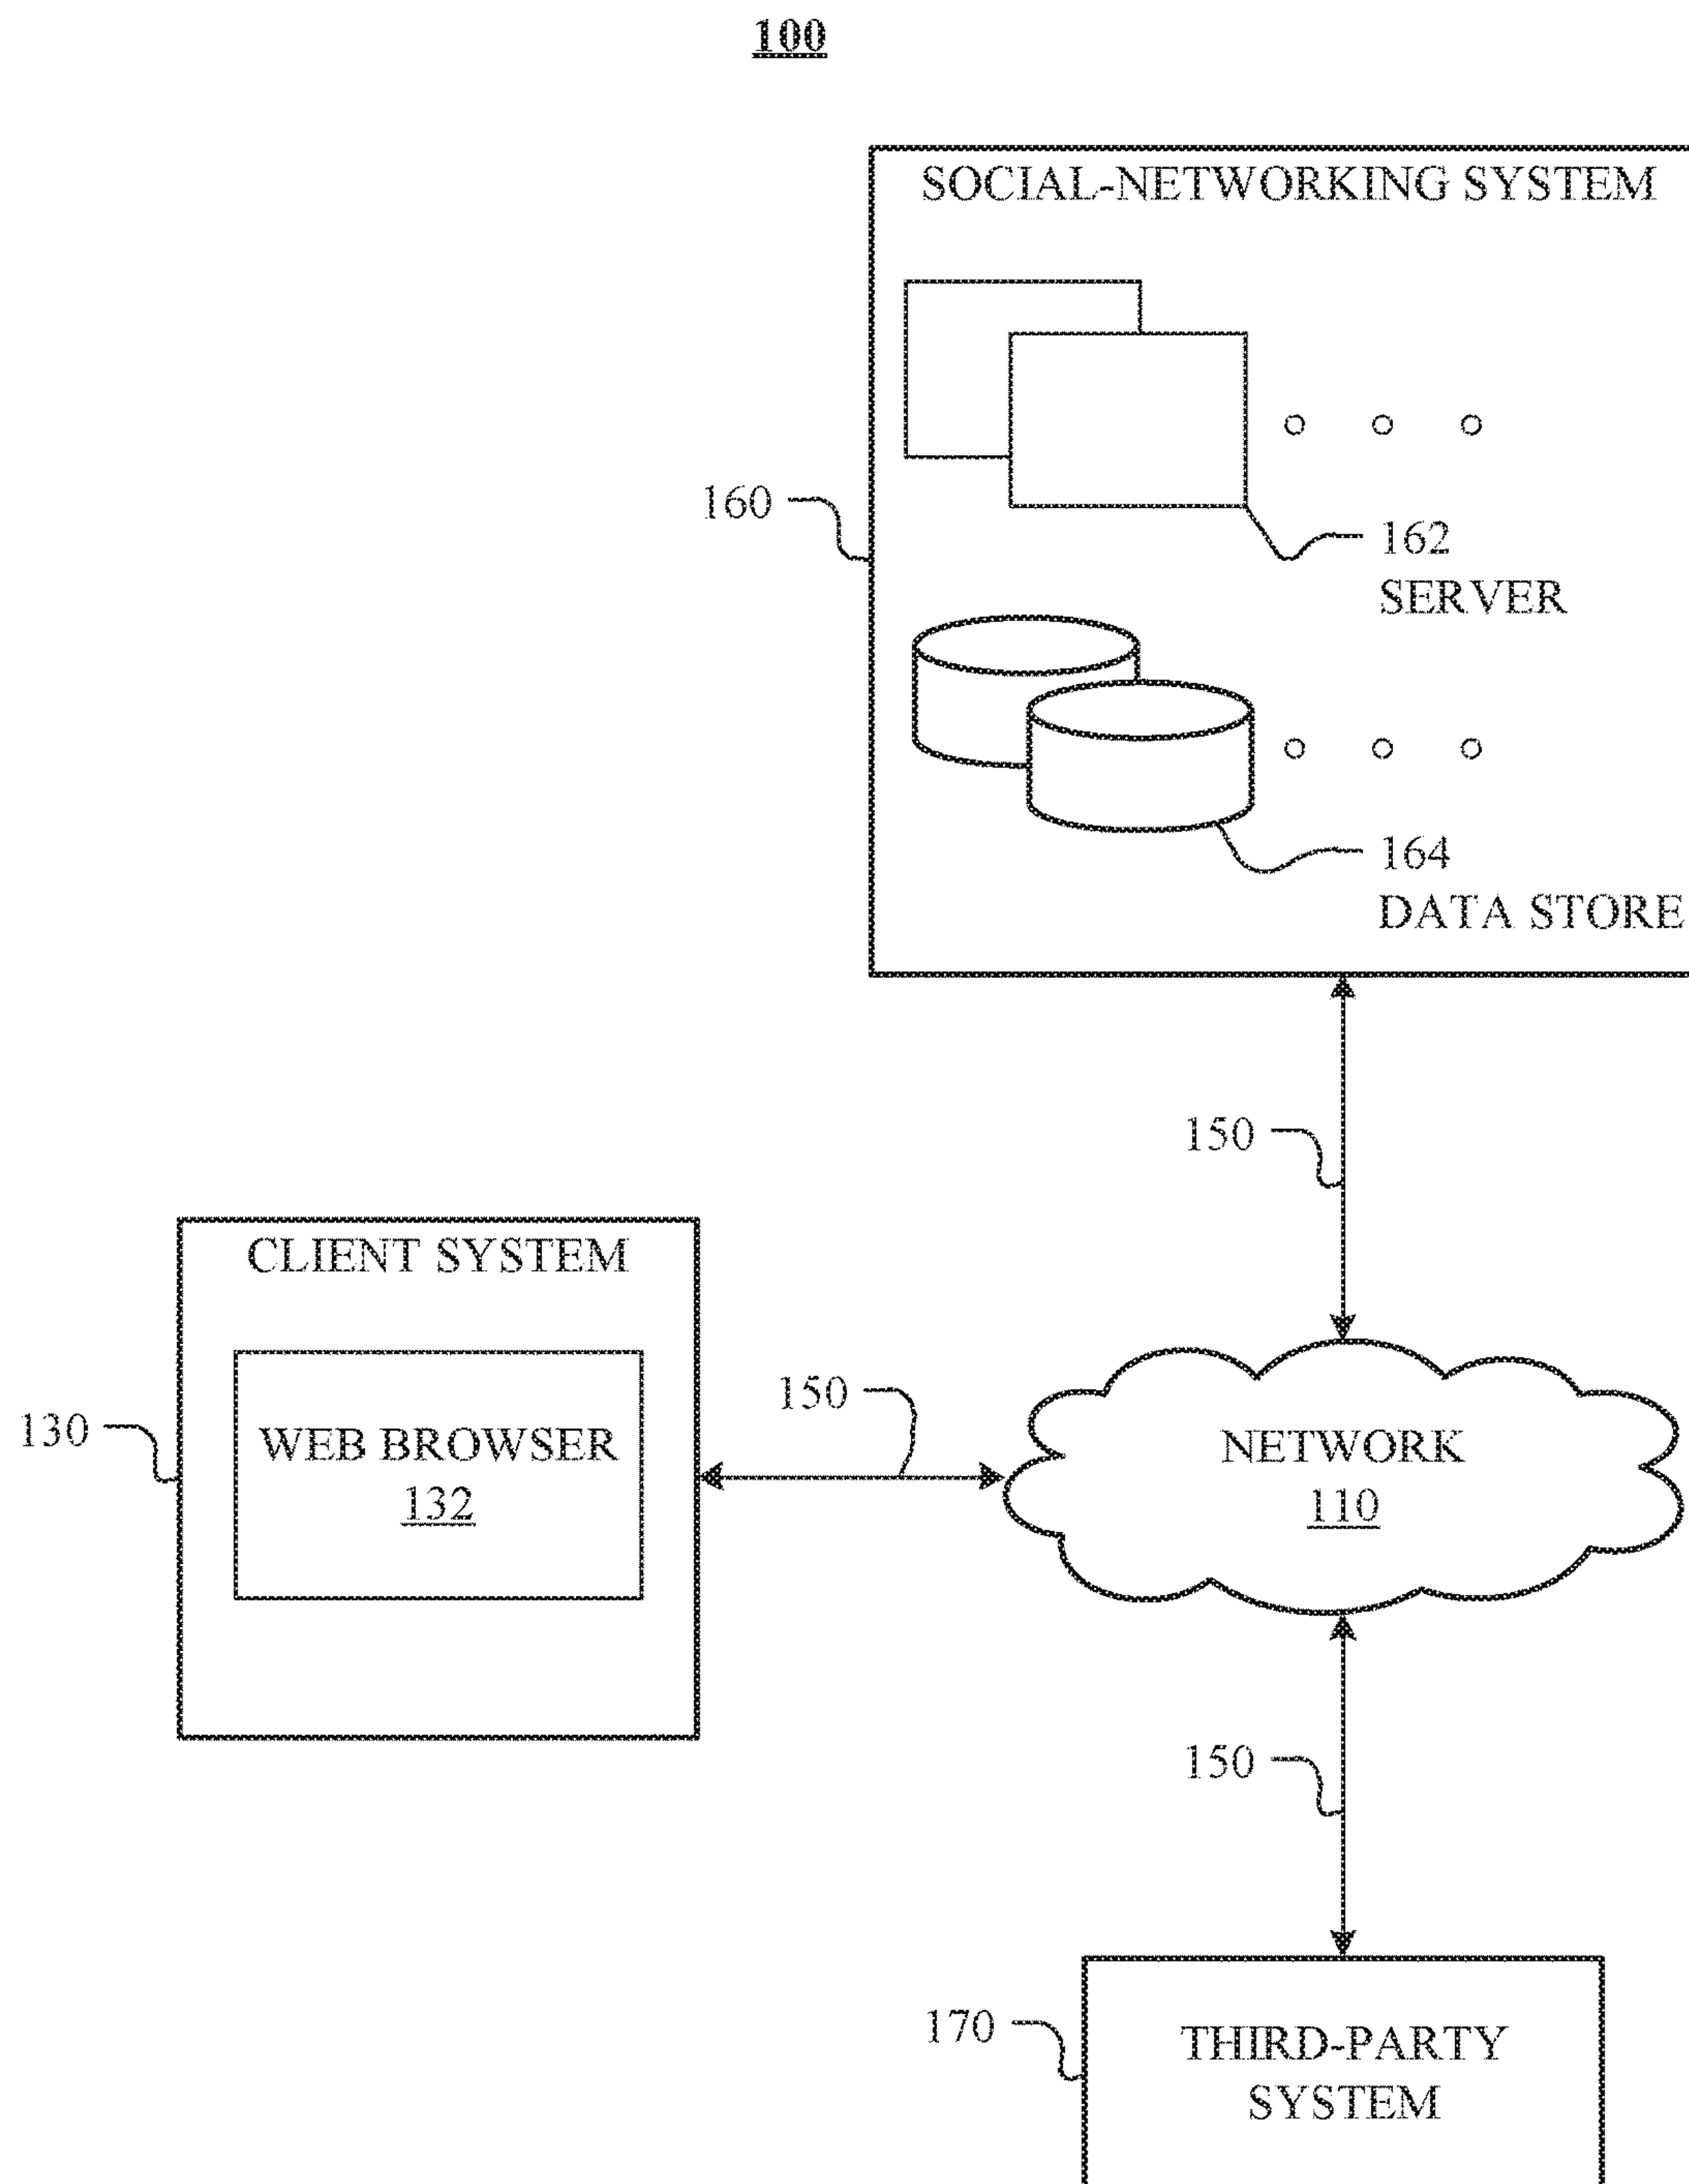 100
SOCIAL-NETWORKING SYSTEM
160
162
SERVER
164
DATA STORE
150
CLIENT SYSTEM
130
WEB BROWSER
132
150
NETWORK
110
150
170
THIRD-PARTY
SYSTEM